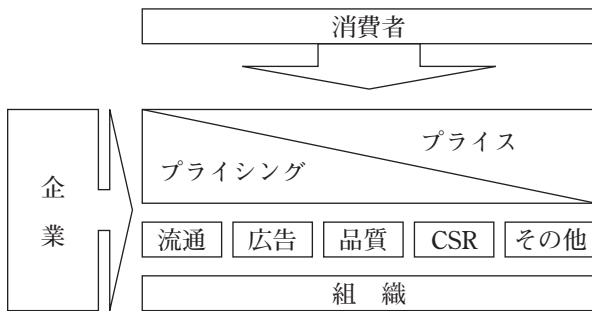 消費者
プライス
プライシング
企業
流通 広告 品質 CSR その他
組 織